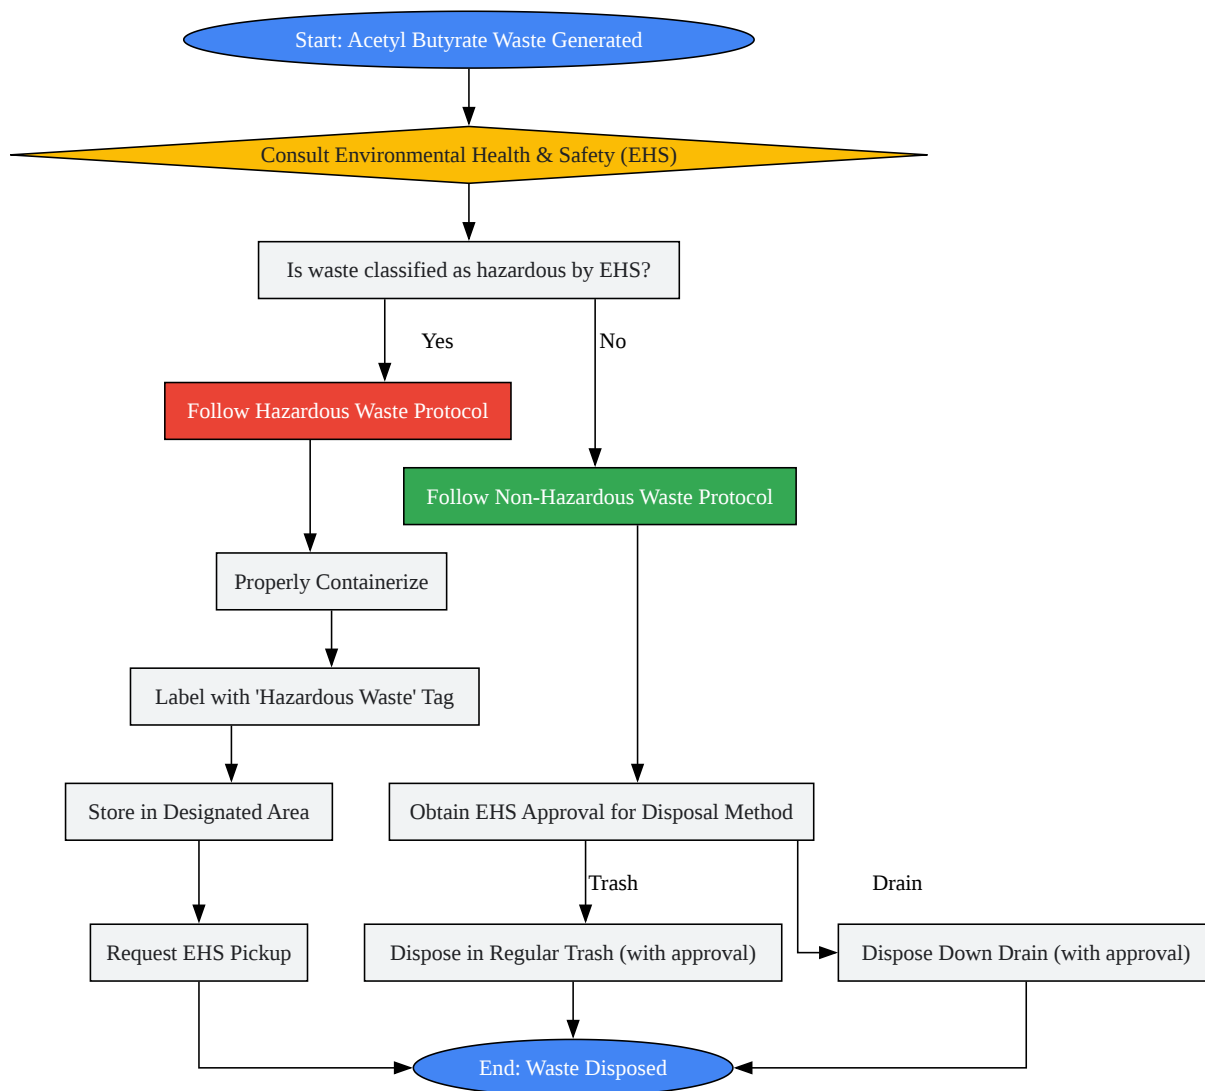 Start: Acetyl Butyrate Waste Generated
Consult Environmental Health & Safety (EHS)
Is waste classified as hazardous by EHS?
Yes
No
Follow Hazardous Waste Protocol
Follow Non-Hazardous Waste Protocol
Properly Containerize
Label with 'Hazardous Waste' Tag
Store in Designated Area
Obtain EHS Approval for Disposal Method
Trash
Drain
Request EHS Pickup
Dispose in Regular Trash (with approval)
Dispose Down Drain (with approval)
End: Waste Disposed